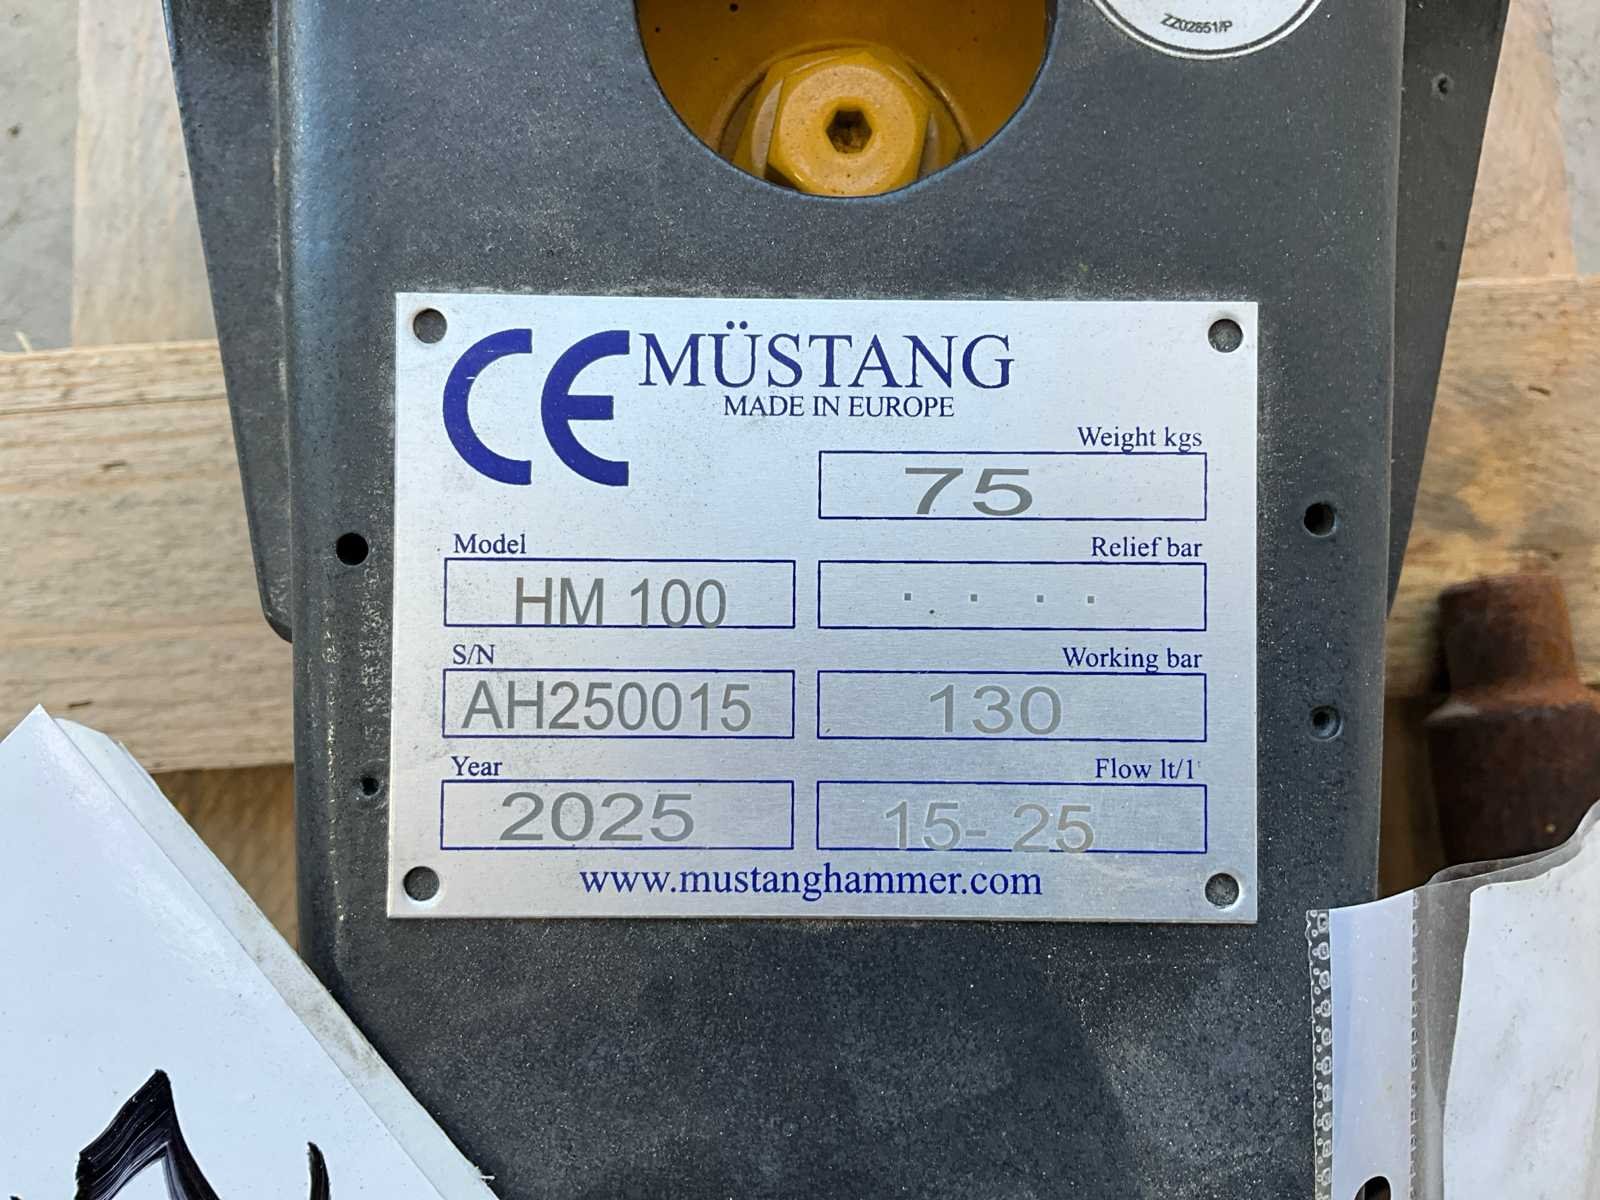 ZZ02651/P
CE MÜSTANG
MADE IN EUROPE
Weight kgs
75
Model
Relief bar
HM 100
. . . .
S/N
Working bar
AH250015
130
Year
Flow lt/1'
2025
15- 25
www.mustanghammer.com